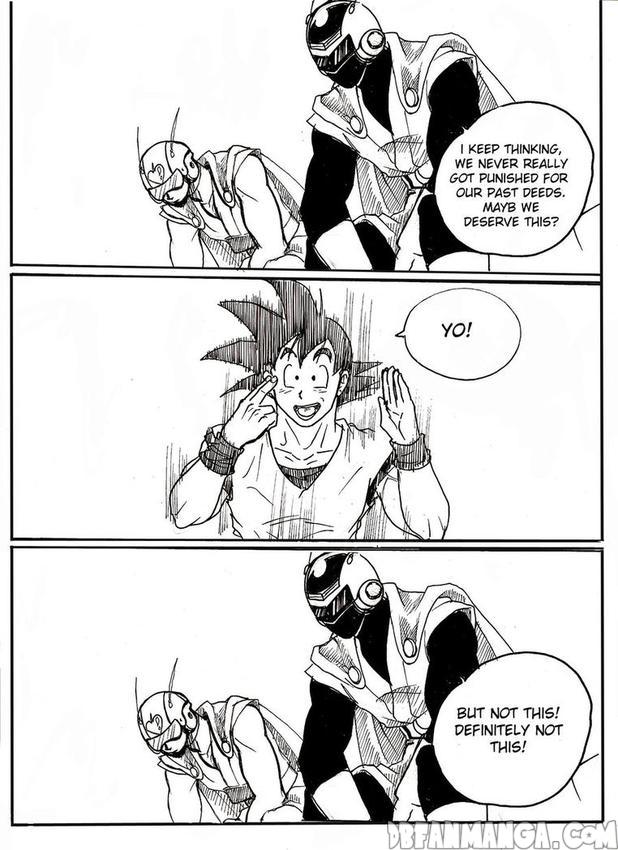 I KEEP THINKING,
WE NEVER REALLY
GOT PUNISHED FOR
OUR PAST DEEDS.
MAYB WE
DESERVE THIS?
YO!
BUT NOT THIS!
DEFINITELY NOT
THIS!
DBFANMANGA.COM